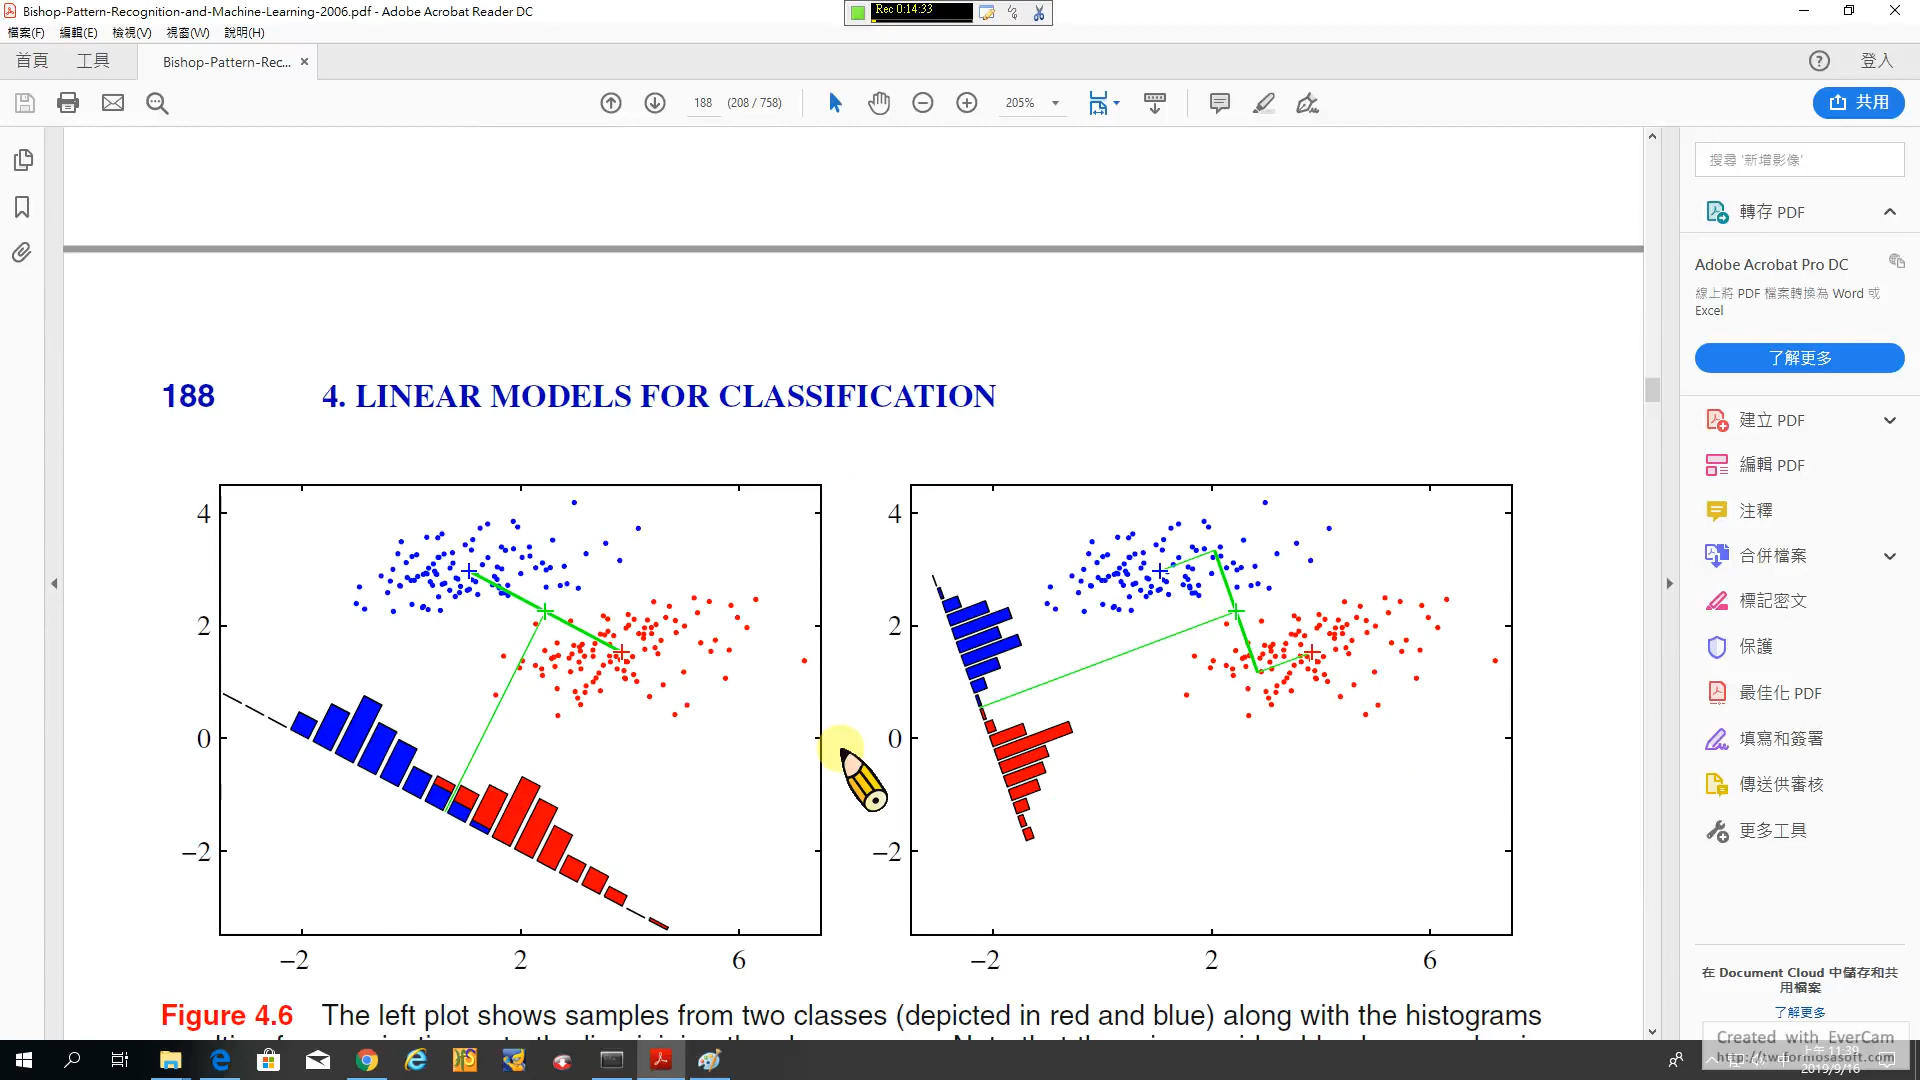 Bishop-Pattern-Recognition-and-Machine-Learning-2006.pdf - Adobe Acrobat Reader DC
Rec 0:14:33
檔案(F) 編輯(E) 檢視(V) 視窗(W) 說明(H)
首頁 工具 Bishop-Pattern-Rec... 登入
188 (208 / 758) 205% 共用
搜尋 '新增影像'
轉存 PDF
Adobe Acrobat Pro DC
線上將 PDF 檔案轉換為 Word 或
Excel
了解更多
建立 PDF
編輯 PDF
注釋
合併檔案
標記密文
保護
最佳化 PDF
填寫和簽署
傳送供審核
更多工具
在 Document Cloud 中儲存和共
用檔案
了解更多
188 4. LINEAR MODELS FOR CLASSIFICATION
4
2
0
−2
−2 2 6
4
2
0
−2
−2 2 6
Figure 4.6 The left plot shows samples from two classes (depicted in red and blue) along with the histograms
Created with EverCam
http://twformosasoft.com
2019/9/16